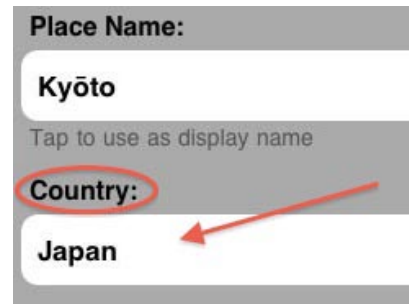 Place Name:
Kyōto
Tap to use as display name
Country:
Japan